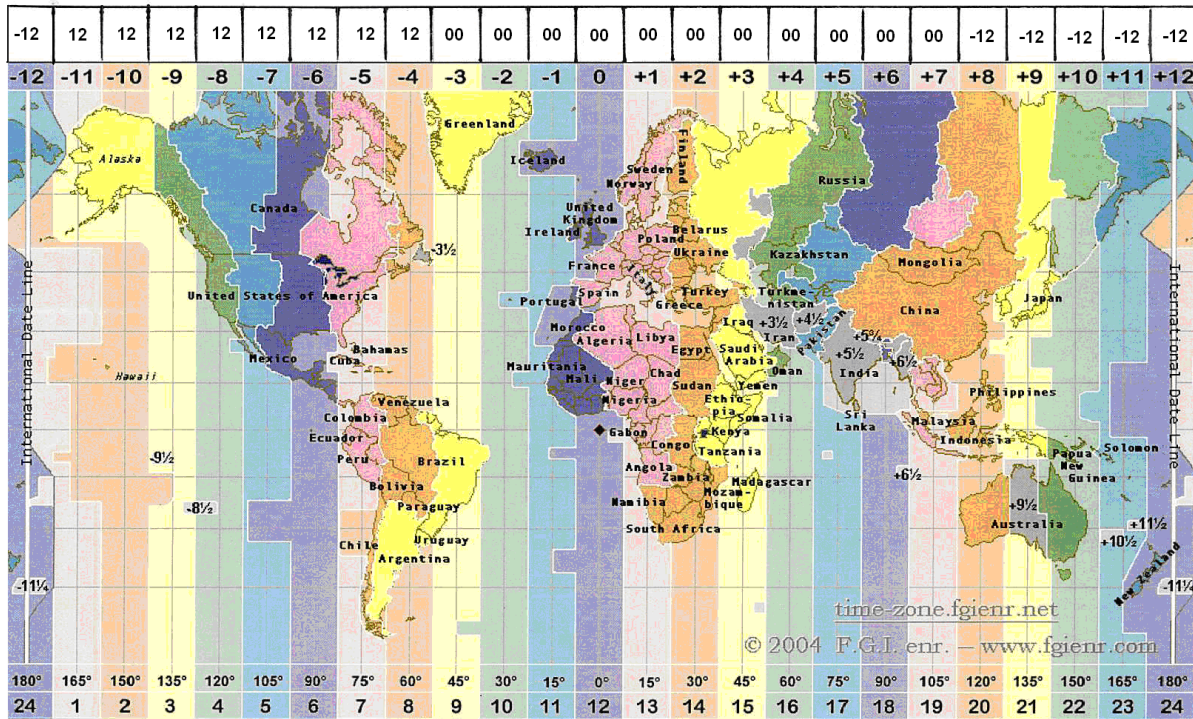 -12 12 12 12 12 12 12 12 12 00 00 00 00 00 00 00 00 00 00 00 -12 -12 -12 -12 -12
-12 -11 -10 -9 -8 -7 -6 -5 -4 -3 -2 -1 0 +1 +2 +3 +4 +5 +6 +7 +8 +9 +10 +11 +12
Greenland
Alaska
Iceland
Finland
Sweden
Norway
Russia
Canada
United
Kingdom
Ireland
Belarus
Poland
Ukraine
-3½
Kazakhstan
Mongolia
France
Italy
United States of America
Spain
Portugal
Greece
Turkey
Turkme-
nistan
China
Japan
International Date Line
International Date Line
Morocco
Algeria
Libya
Egypt
Iraq
+3½
Iran
+4½
Pakistan
+5¾
+5½
India
+6½
Mexico
Cuba
Bahamas
Hawaii
Mauritania
Mali
Niger
Chad
Sudan
Saudi
Arabia
Yemen
Oman
Nigeria
Ethio-
pia
Somalia
Sri
Lanka
Philippines
Venezuela
Colombia
Ecuador
Gabon
Congo
Kenya
Tanzania
Malaysia
Indonesia
Papua
New
Guinea
Solomon
-9½
Peru
Brazil
Bolivia
Angola
Zambia
Madagascar
+6½
-8½
Paraguay
Namibia
Mozam-
bique
+9½
Australia
+11½
+10½
Chile
Uruguay
Argentina
South Africa
New Zealand
-11¼
-11¼
time-zone.fgienr.net
© 2004 F.G.I. enr. – www.fgienr.com
180° 165° 150° 135° 120° 105° 90° 75° 60° 45° 30° 15° 0° 15° 30° 45° 60° 75° 90° 105° 120° 135° 150° 165° 180°
24 1 2 3 4 5 6 7 8 9 10 11 12 13 14 15 16 17 18 19 20 21 22 23 24